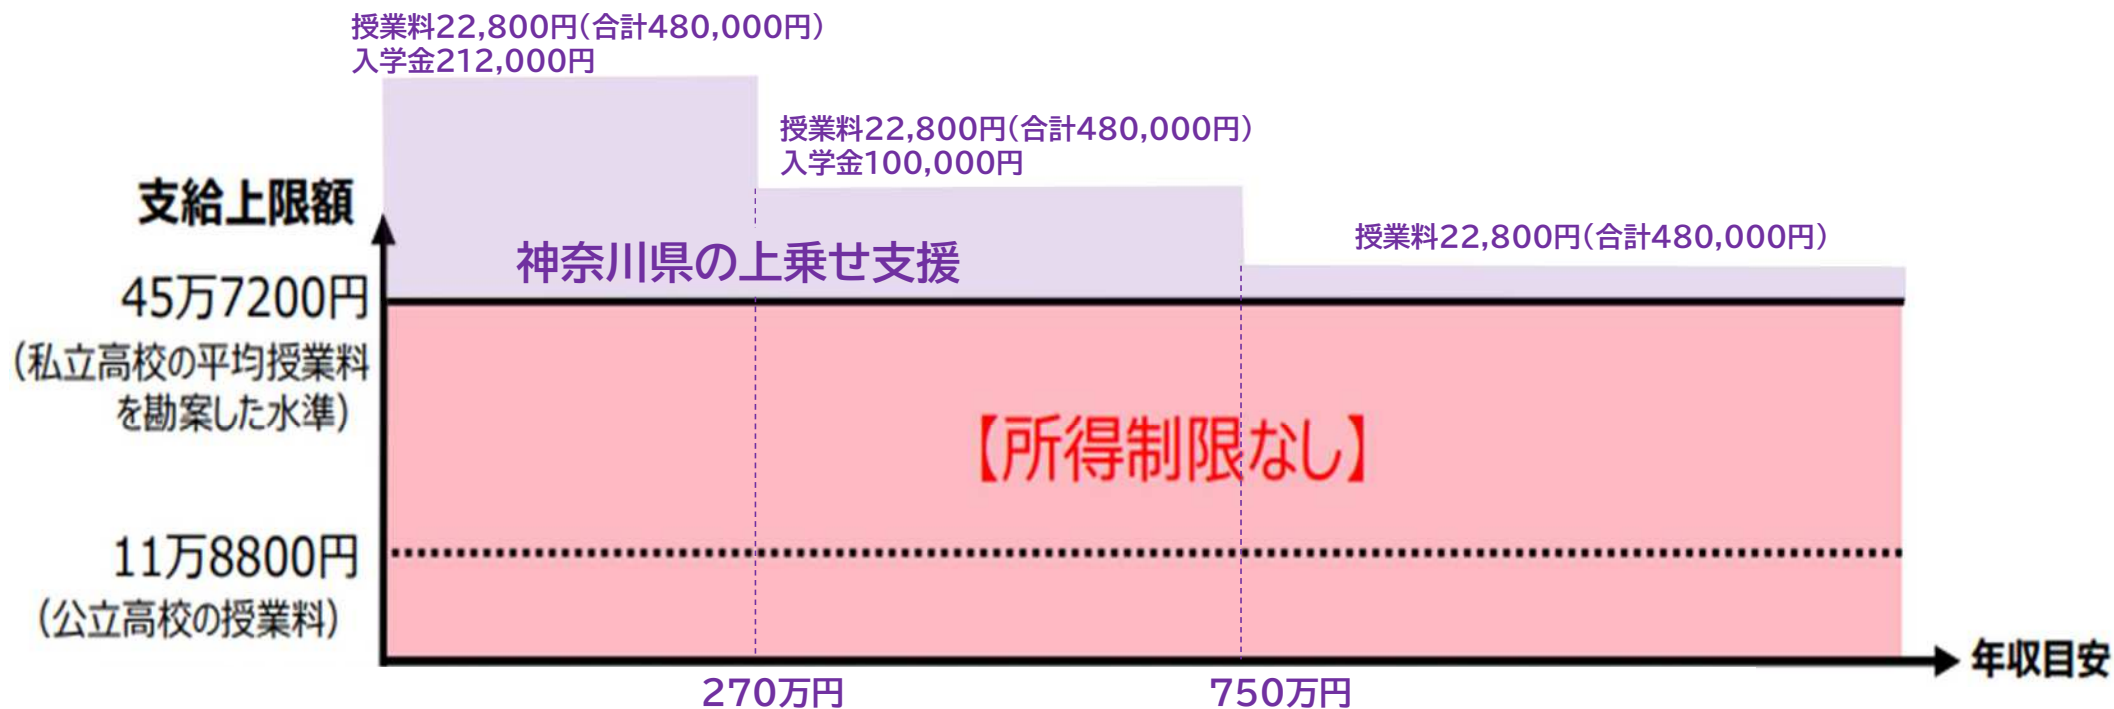 授業料22,800円(合計480,000円)
入学金212,000円
授業料22,800円(合計480,000円)
入学金100,000円
支給上限額
神奈川県の上乗せ支援
授業料22,800円(合計480,000円)
45万7200円
(私立高校の平均授業料
を勘案した水準)
【所得制限なし】
11万8800円
(公立高校の授業料)
年収目安
270万円
750万円